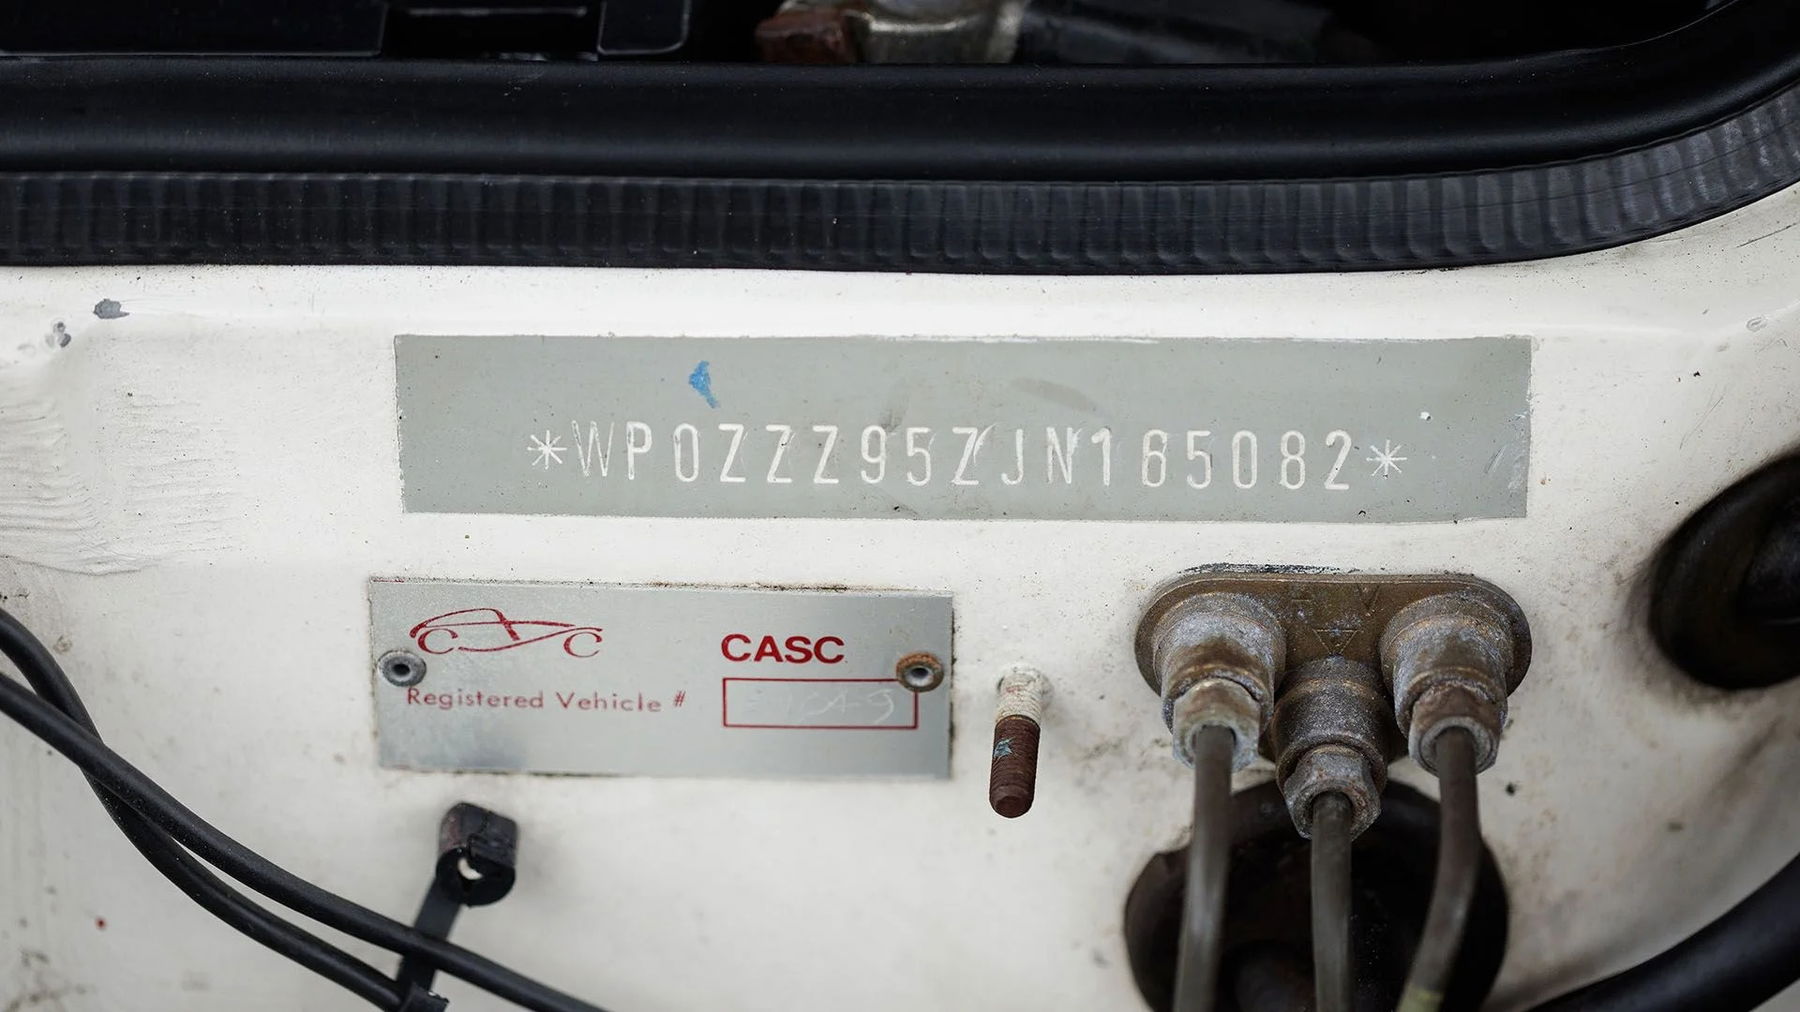 *WP0ZZZ95ZJN165082*
CASC
Registered Vehicle #